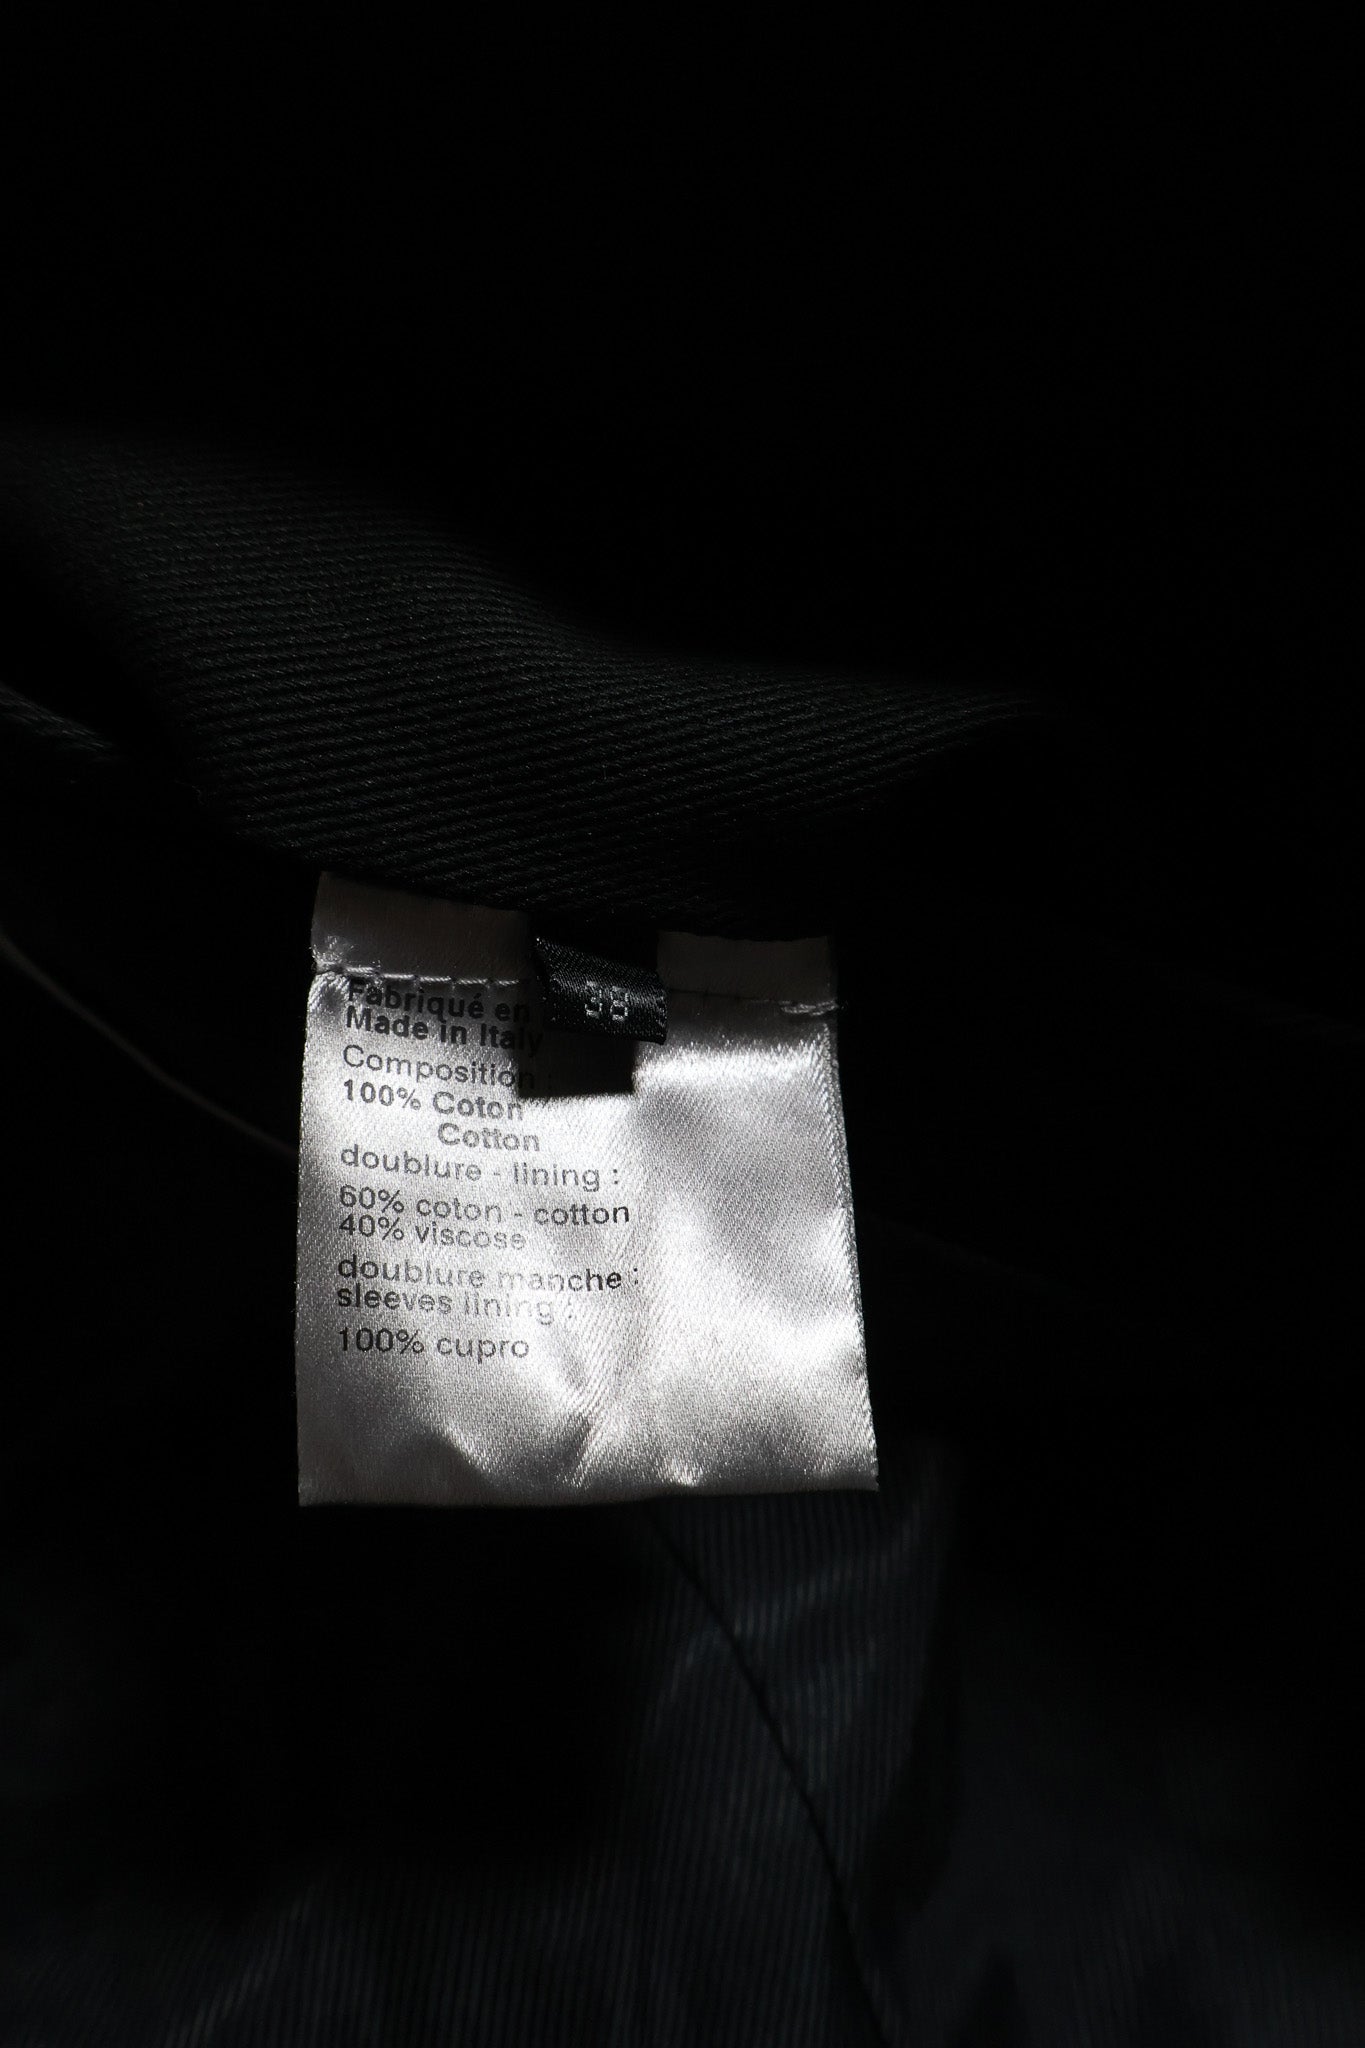 Fabriqué en
Made in Italy
38
Composition :
100% Coton
Cotton
doublure - lining :
60% coton - cotton
40% viscose
doublure manche :
sleeves lining :
100% cupro